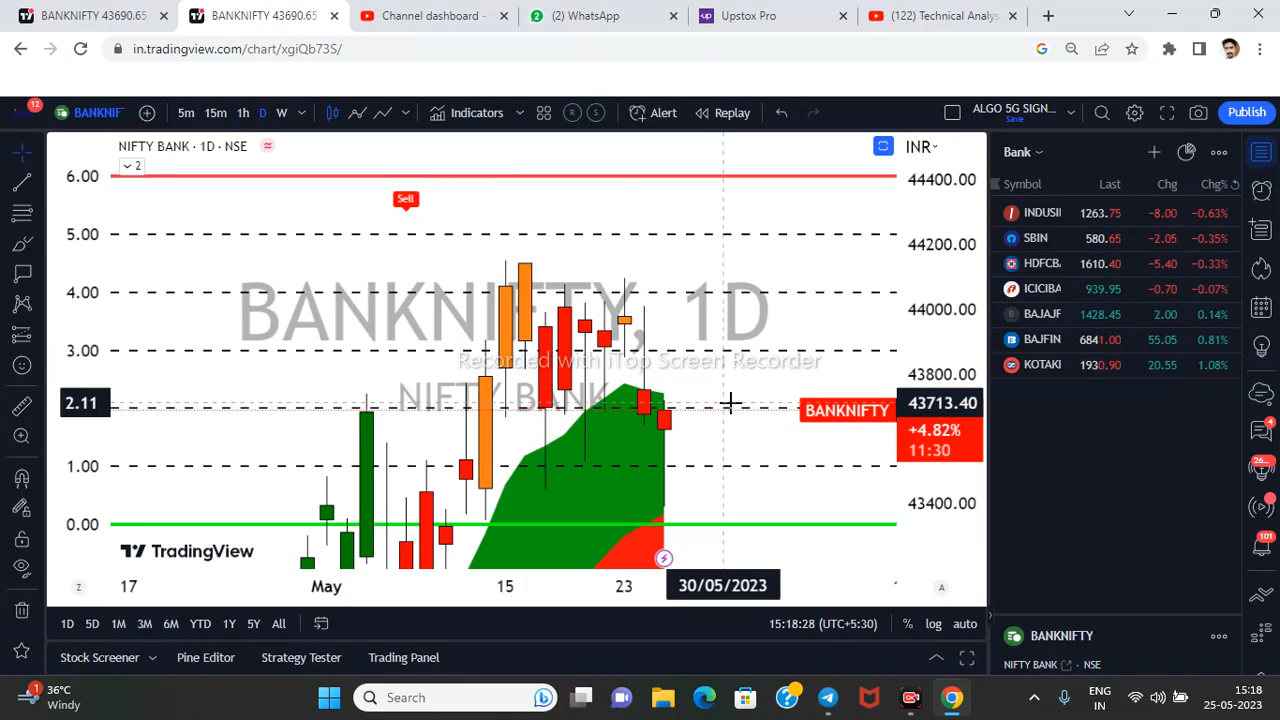 BANKNIFTY 43690.65
BANKNIFTY 43690.65
Channel dashboard -
(2) WhatsApp
Upstox Pro
(122) Technical Analys
in.tradingview.com/chart/xgiQb73S/
12
BANKNIF
5m 15m 1h D W
Indicators
R S
Alert
Replay
ALGO 5G SIGN...
Save
Publish
NIFTY BANK · 1D · NSE
2
INR
6.00
5.00
4.00
3.00
2.11
1.00
0.00
Sell
BANKNIFTY, 1D
NIFTY BANK
Recorded with iTop Screen Recorder
44400.00
44200.00
44000.00
43800.00
BANKNIFTY
43713.40
+4.82%
11:30
43400.00
TradingView
17 May 15 23 30/05/2023
Z
A
1D 5D 1M 3M 6M YTD 1Y 5Y All
15:18:28 (UTC+5:30)
% log auto
Stock Screener
Pine Editor
Strategy Tester
Trading Panel
Bank
Symbol Last Chg Chg%
INDUSI 1263.75 −8.00 −0.63%
SBIN 580.65 −2.05 −0.35%
HDFCB 1610.40 −5.40 −0.33%
ICICIBA 939.95 −0.70 −0.07%
BAJAJF 1428.45 2.00 0.14%
BAJFIN 6841.00 55.05 0.81%
KOTAKI 1930.90 20.55 1.08%
4
26...
101
BANKNIFTY
NIFTY BANK NSE
1
36°C
Windy
Search
IN
15:18
25-05-2023